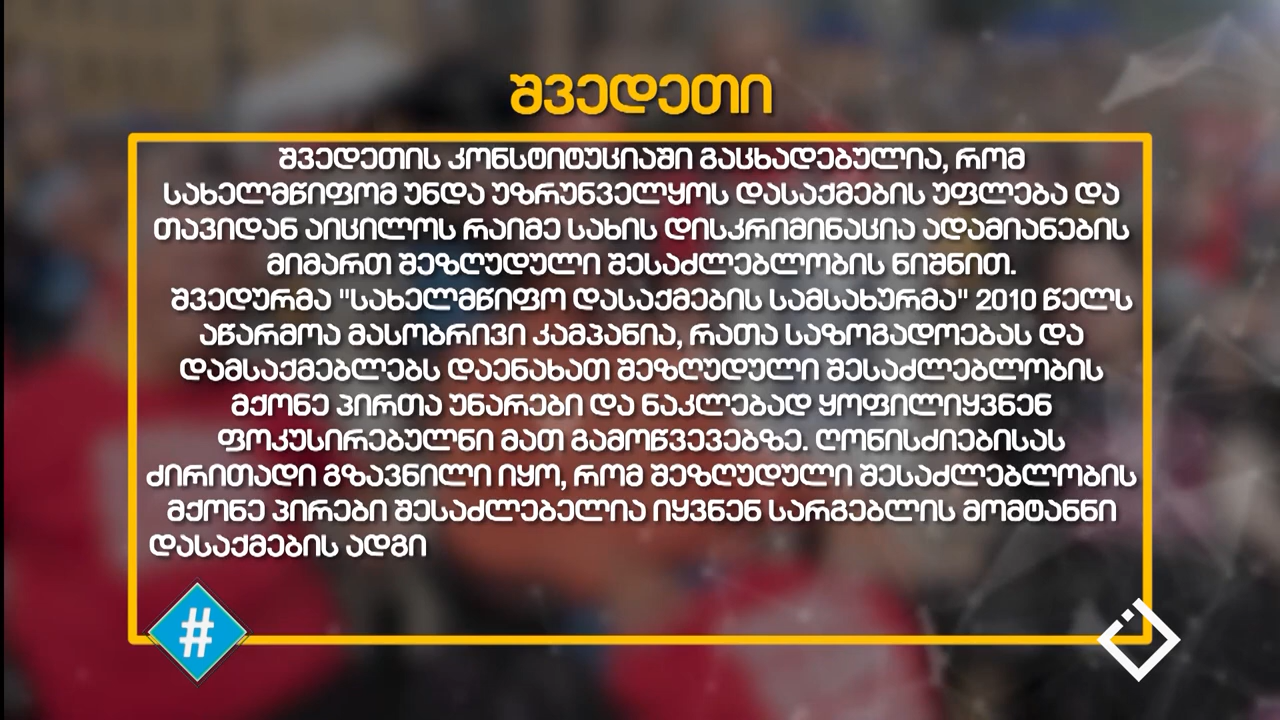 შვედეთი
შვედეთის კონსტიტუციაში გაცხადებულია, რომ
სახელმწიფომ უნდა უზრუნველყოს დასაქმების უფლება და
თავიდან აიცილოს რაიმე სახის დისკრიმინაცია ადამიანების
მიმართ შეზღუდული შესაძლებლობის ნიშნით.
შვედურმა "სახელმწიფო დასაქმების სამსახურმა" 2010 წელს
აწარმოა მასობრივი კამპანია, რათა საზოგადოებას და
დამსაქმებლებს დაენახათ შეზღუდული შესაძლებლობის
მქონე პირთა უნარები და ნაკლებად ყოფილიყვნენ
ფოკუსირებულნი მათ გამოწვევებზე. ღონისძიებისას
ძირითადი გზავნილი იყო, რომ შეზღუდული შესაძლებლობის
მქონე პირები შესაძლებელია იყვნენ სარგებლის მომტანნი
დასაქმების ადგი
#